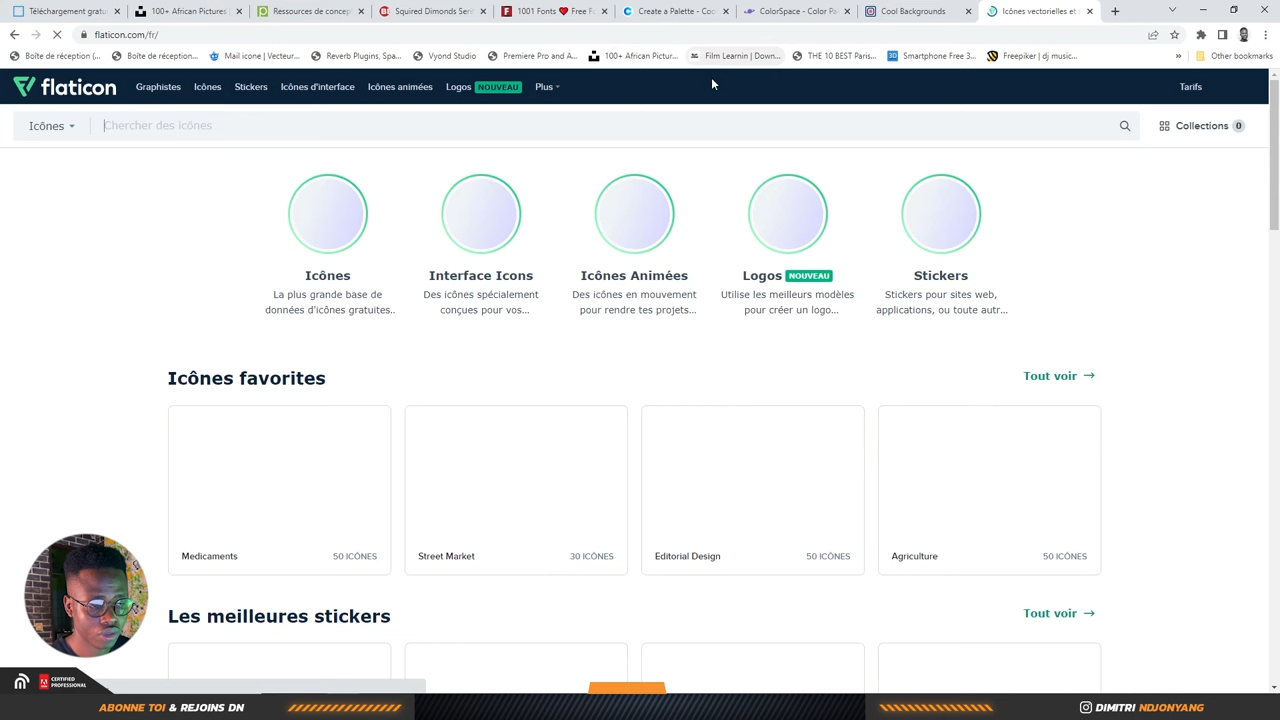 Téléchargement gratu
100+ African Pictures
Ressources de concep
Squired Dimonds Serif
1001 Fonts ❤ Free F
Create a Palette - Coo
ColorSpace - Color Pal
Cool Backgrounds
Icônes vectorielles et
flaticon.com/fr/
Boîte de réception (...
Boîte de réception...
Mail icone | Vecteur...
Reverb Plugins, Spa...
Vyond Studio
Premiere Pro and A...
100+ African Pictur...
Film Learnin | Down...
THE 10 BEST Paris...
Smartphone Free 3...
Freepiker | dj music...
Other bookmarks
flaticon
Graphistes
Icônes
Stickers
Icônes d'interface
Icônes animées
Logos NOUVEAU
Plus
Tarifs
Icônes
Chercher des icônes
Collections 0
Icônes
Interface Icons
Icônes Animées
Logos NOUVEAU
Stickers
La plus grande base de
données d'icônes gratuites..
Des icônes spécialement
conçues pour vos...
Des icônes en mouvement
pour rendre tes projets...
Utilise les meilleurs modèles
pour créer un logo...
Stickers pour sites web,
applications, ou toute autr...
Icônes favorites
Tout voir →
Medicaments
50 ICÔNES
Street Market
30 ICÔNES
Editorial Design
50 ICÔNES
Agriculture
50 ICÔNES
Les meilleures stickers
Tout voir →
CERTIFIED
PROFESSIONAL
ABONNE TOI & REJOINS DN
DIMITRI NDJONYANG